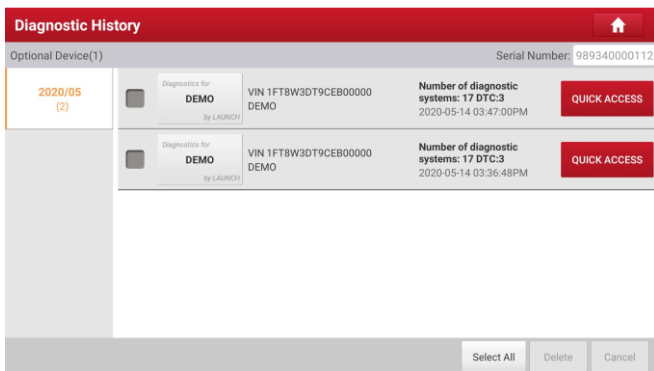 Diagnostic History
Optional Device(1)
Serial Number: 989340000112
2020/05
(2)
Diagnostics for
DEMO
by LAUNCH
VIN 1FT8W3DT9CEB00000
DEMO
Number of diagnostic
systems: 17 DTC:3
2020-05-14 03:47:00PM
QUICK ACCESS
Diagnostics for
DEMO
by LAUNCH
VIN 1FT8W3DT9CEB00000
DEMO
Number of diagnostic
systems: 17 DTC:3
2020-05-14 03:36:48PM
QUICK ACCESS
Select All
Delete
Cancel